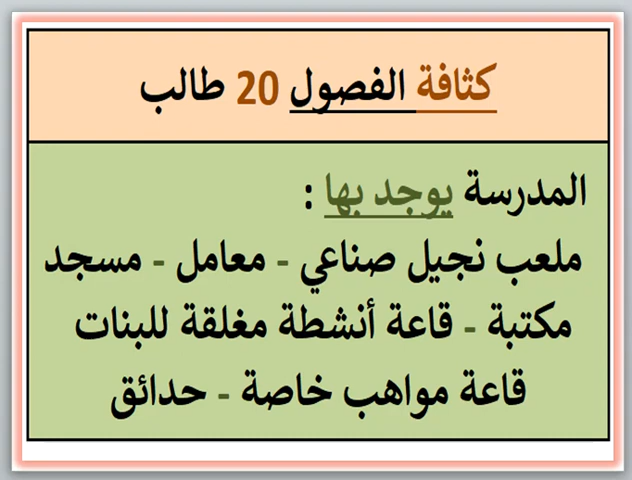 كثافة الفصول 20 طالب
المدرسة يوجد بها :
ملعب نجيل صناعي - معامل - مسجد
مكتبة - قاعة أنشطة مغلقة للبنات
قاعة مواهب خاصة - حدائق